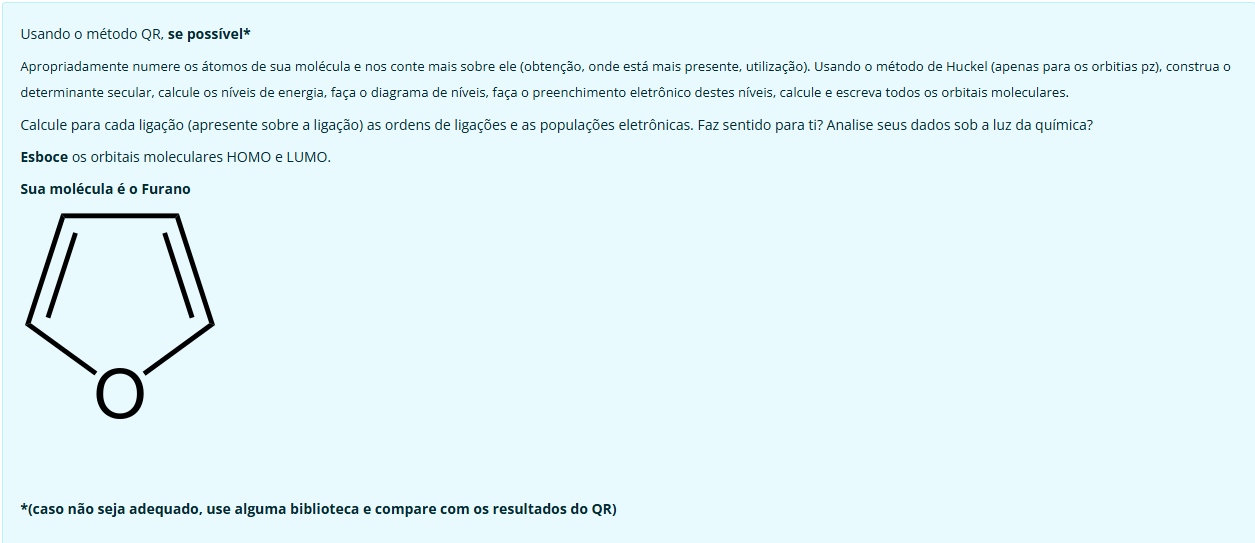 Usando o método QR, se possível*
Apropriadamente numere os átomos de sua molécula e nos conte mais sobre ele (obtenção, onde está mais presente, utilização). Usando o método de Huckel (apenas para os orbitias pz), construa o
determinante secular, calcule os níveis de energia, faça o diagrama de níveis, faça o preenchimento eletrônico destes níveis, calcule e escreva todos os orbitais moleculares.
Calcule para cada ligação (apresente sobre a ligação) as ordens de ligações e as populações eletrônicas. Faz sentido para ti? Analise seus dados sob a luz da química?
Esboce os orbitais moleculares HOMO e LUMO.
Sua molécula é o Furano
O
*(caso não seja adequado, use alguma biblioteca e compare com os resultados do QR)